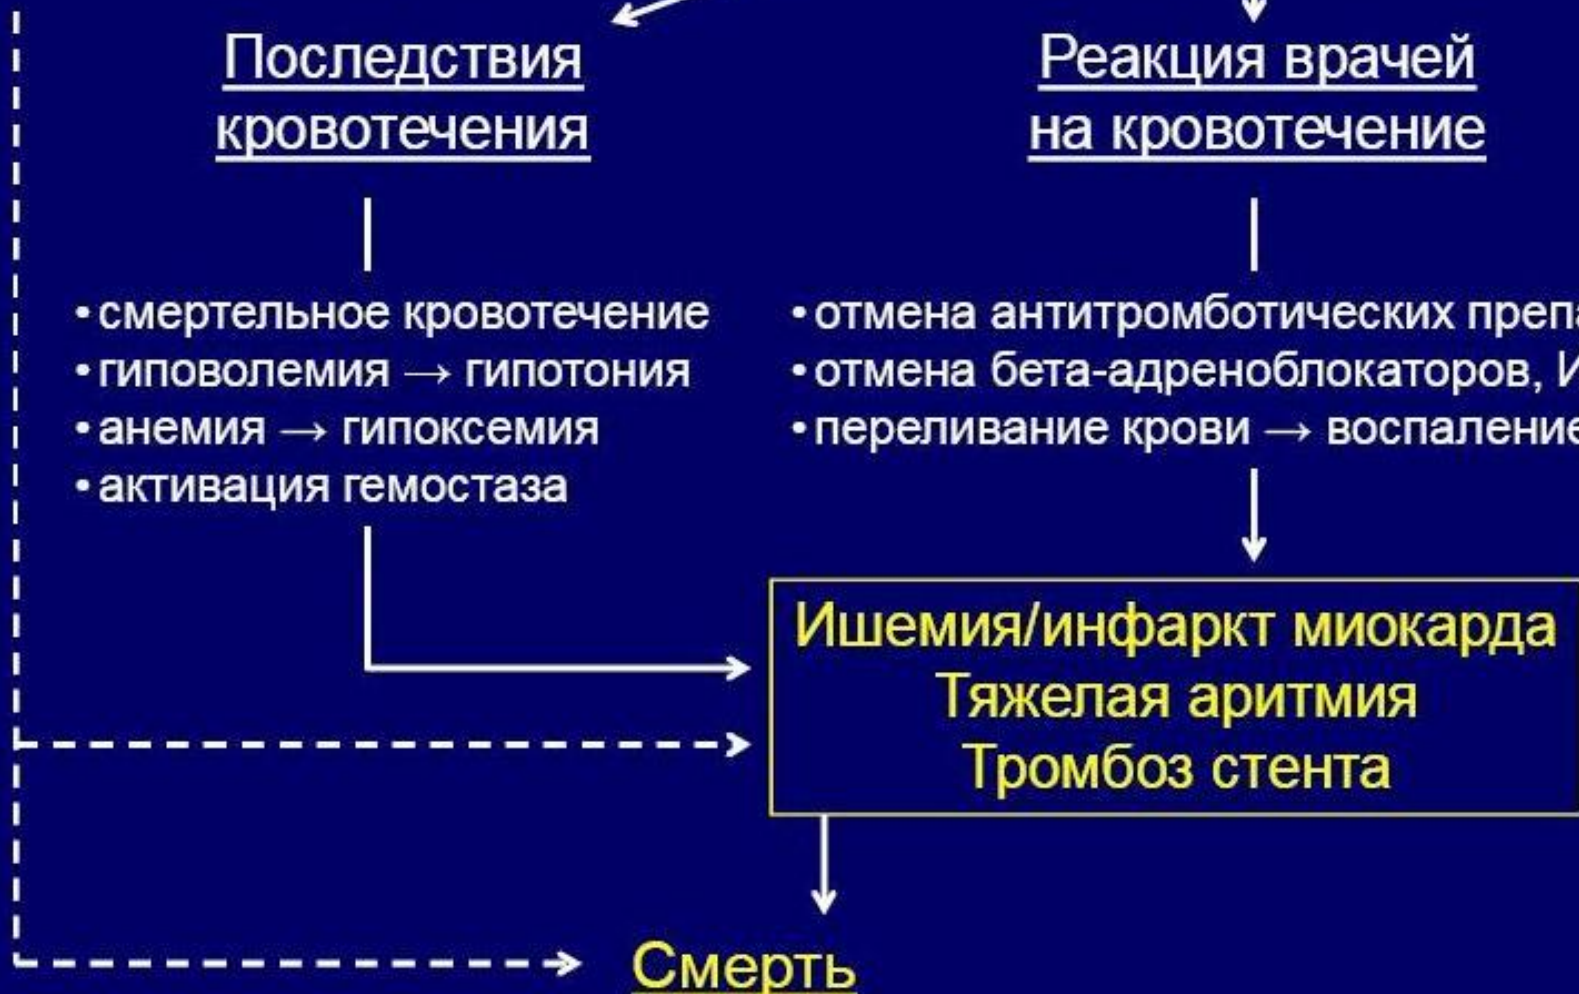 Последствия
кровотечения
• смертельное кровотечение
• гиповолемия → гипотония
• анемия → гипоксемия
• активация гемостаза
Реакция врачей
на кровотечение
• отмена антитромботических
• отмена бета-адреноблокаторов,
• переливание крови → воспаление
Ишемия/инфаркт миокарда
Тяжелая аритмия
Тромбоз стента
Смерть